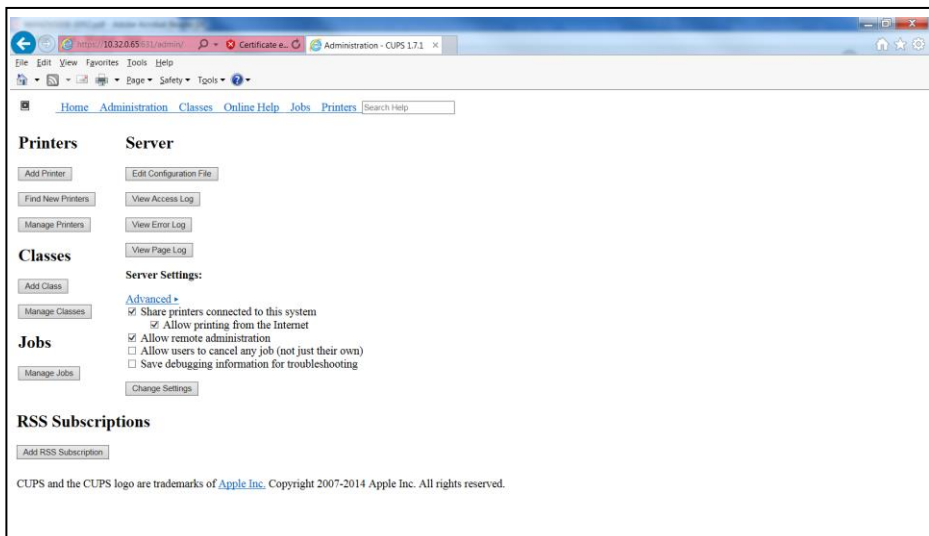 https://10.32.0.65:631/admin/ Certificate e... Administration - CUPS 1.7.1
File Edit View Favorites Tools Help
Page Safety Tools
Home Administration Classes Online Help Jobs Printers Search Help
Printers
Add Printer
Find New Printers
Manage Printers
Classes
Add Class
Manage Classes
Jobs
Manage Jobs
Server
Edit Configuration File
View Access Log
View Error Log
View Page Log
Server Settings:
Advanced ▸
Share printers connected to this system
Allow printing from the Internet
Allow remote administration
Allow users to cancel any job (not just their own)
Save debugging information for troubleshooting
Change Settings
RSS Subscriptions
Add RSS Subscription
CUPS and the CUPS logo are trademarks of Apple Inc. Copyright 2007-2014 Apple Inc. All rights reserved.